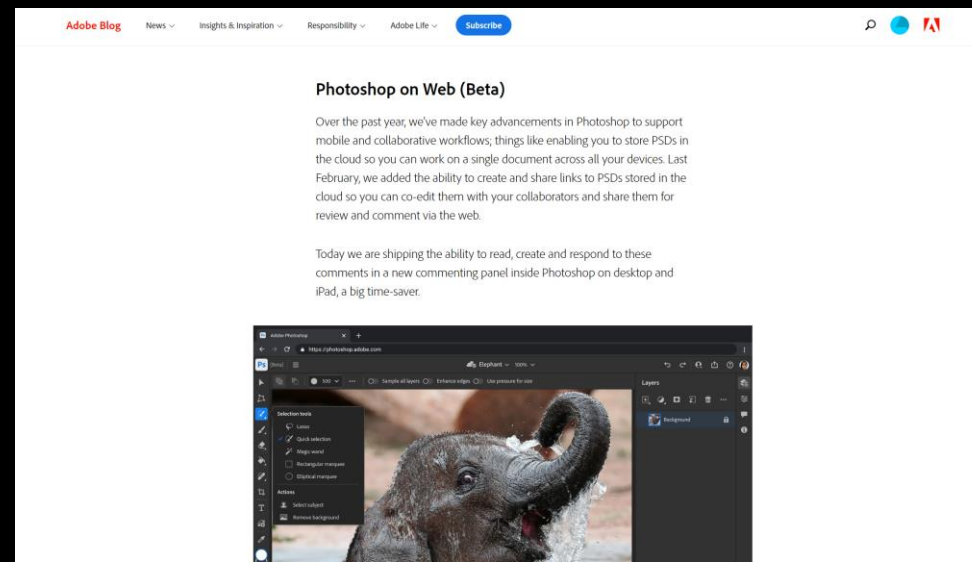 Adobe Blog News Insights & Inspiration Responsibility Adobe Life Subscribe
Photoshop on Web (Beta)
Over the past year, we've made key advancements in Photoshop to support
mobile and collaborative workflows; things like enabling you to store PSDs in
the cloud so you can work on a single document across all your devices. Last
February, we added the ability to create and share links to PSDs stored in the
cloud so you can co-edit them with your collaborators and share them for
review and comment via the web.
Today we are shipping the ability to read, create and respond to these
comments in a new commenting panel inside Photoshop on desktop and
iPad, a big time-saver.
Adobe Photoshop
https://photoshop.adobe.com
Ps (Beta) Elephant 100%
500 Sample all layers Enhance edges Use pressure for size
Layers
Background
Selection tools
Lasso
Quick selection
Magic wand
Rectangular marquee
Elliptical marquee
Actions
Select subject
Remove background